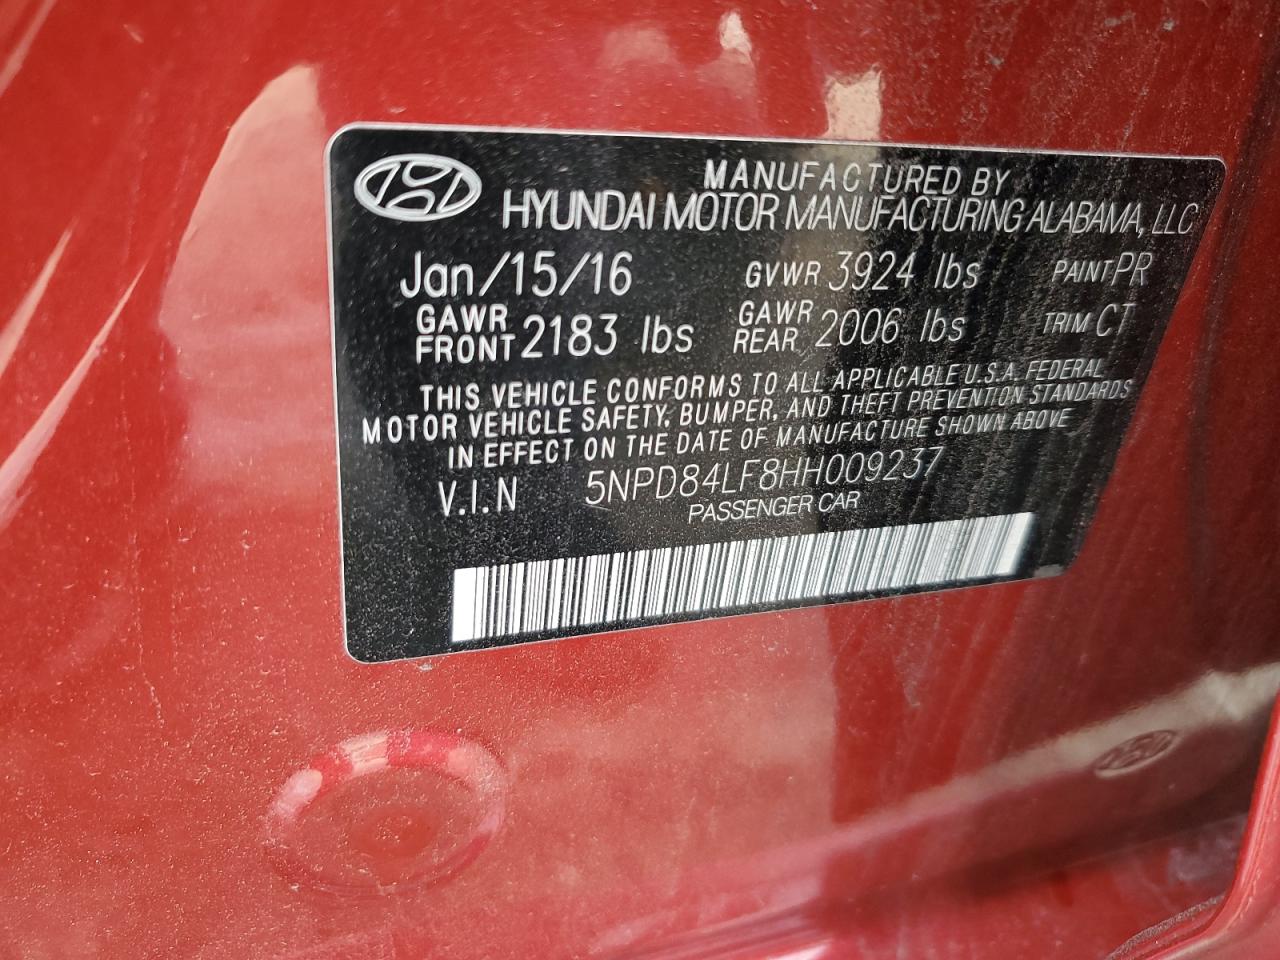 MANUFACTURED BY
HYUNDAI MOTOR MANUFACTURING ALABAMA, LLC
Jan/15/16 GVWR 3924 lbs PAINT PR
GAWR FRONT 2183 lbs GAWR REAR 2006 lbs TRIM CT
THIS VEHICLE CONFORMS TO ALL APPLICABLE U.S.A. FEDERAL
MOTOR VEHICLE SAFETY, BUMPER, AND THEFT PREVENTION STANDARDS
IN EFFECT ON THE DATE OF MANUFACTURE SHOWN ABOVE
V.I.N 5NPD84LF8HH009237
PASSENGER CAR